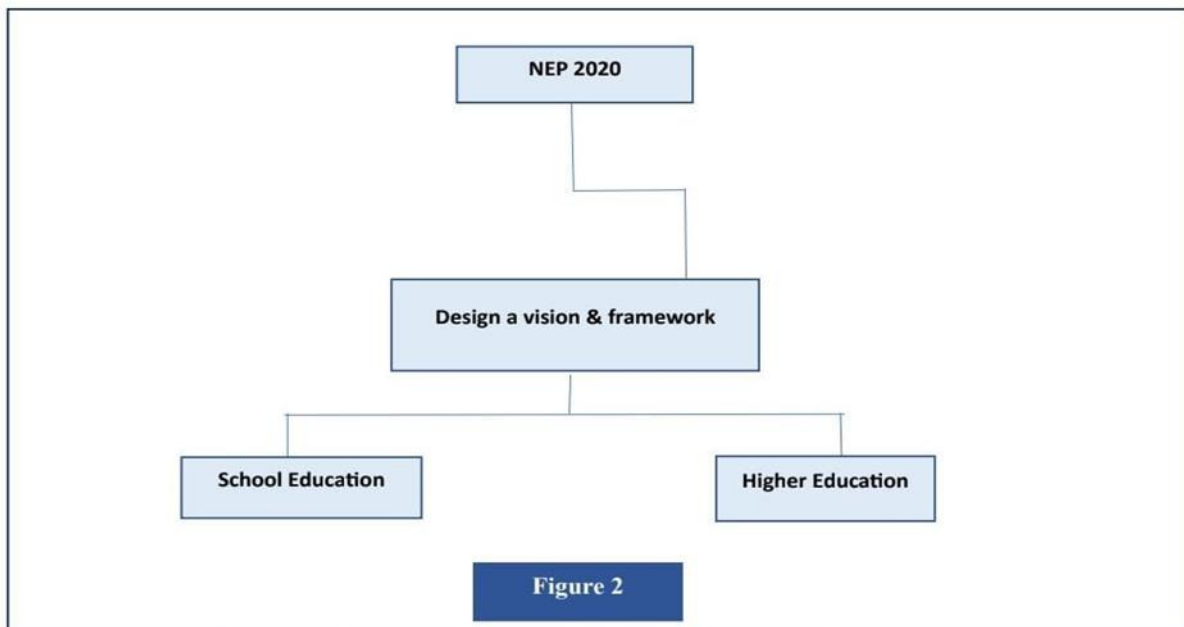 NEP 2020
Design a vision & framework
School Education
Higher Education
Figure 2